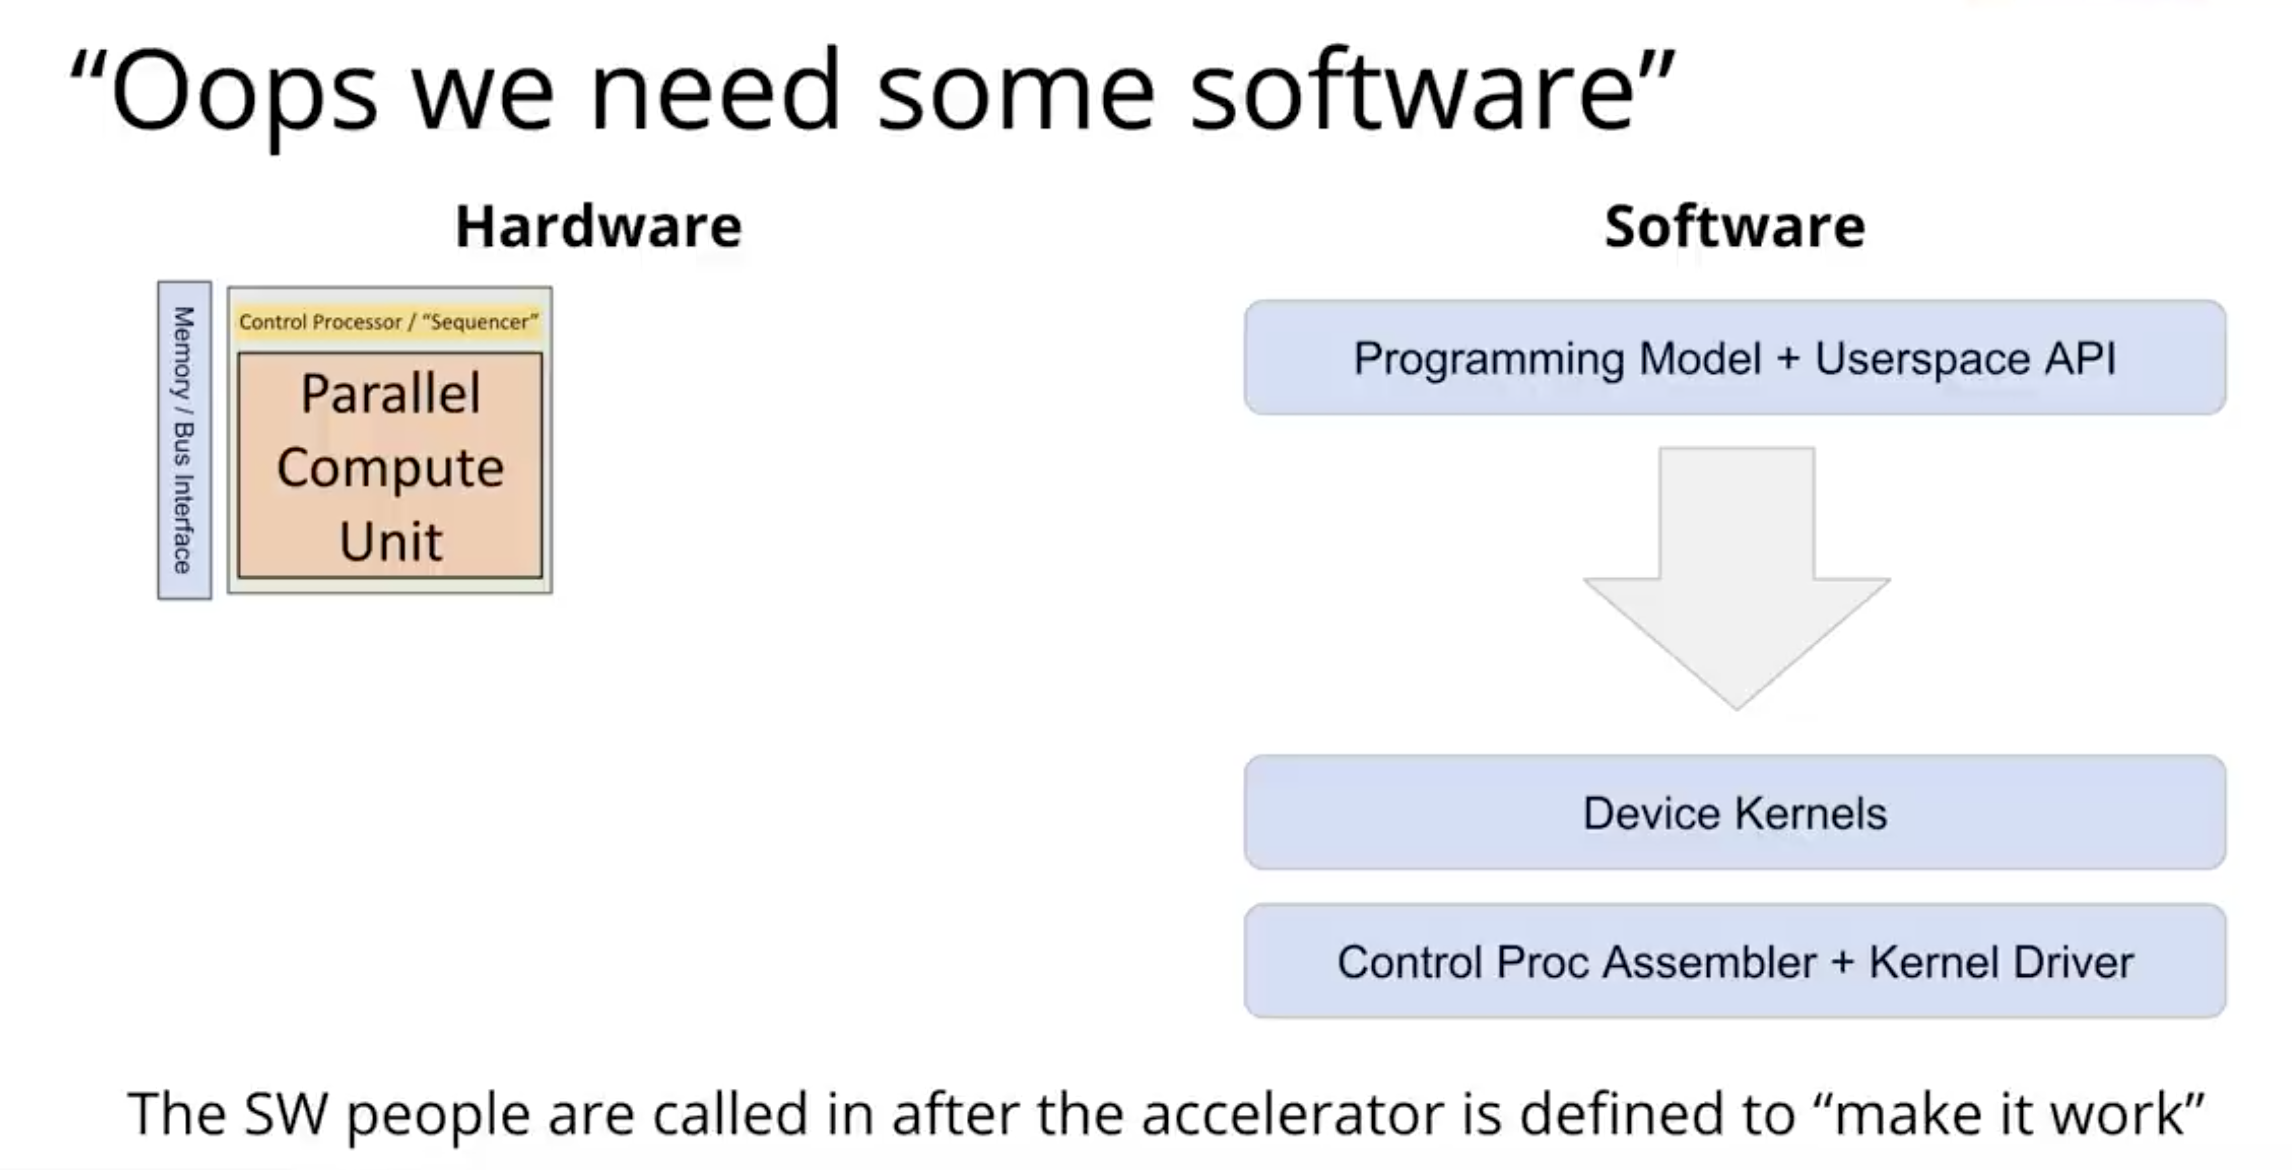 “Oops we need some software”
Hardware
Software
Memory / Bus Interface
Control Processor / “Sequencer”
Parallel
Compute
Unit
Programming Model + Userspace API
Device Kernels
Control Proc Assembler + Kernel Driver
The SW people are called in after the accelerator is defined to “make it work”